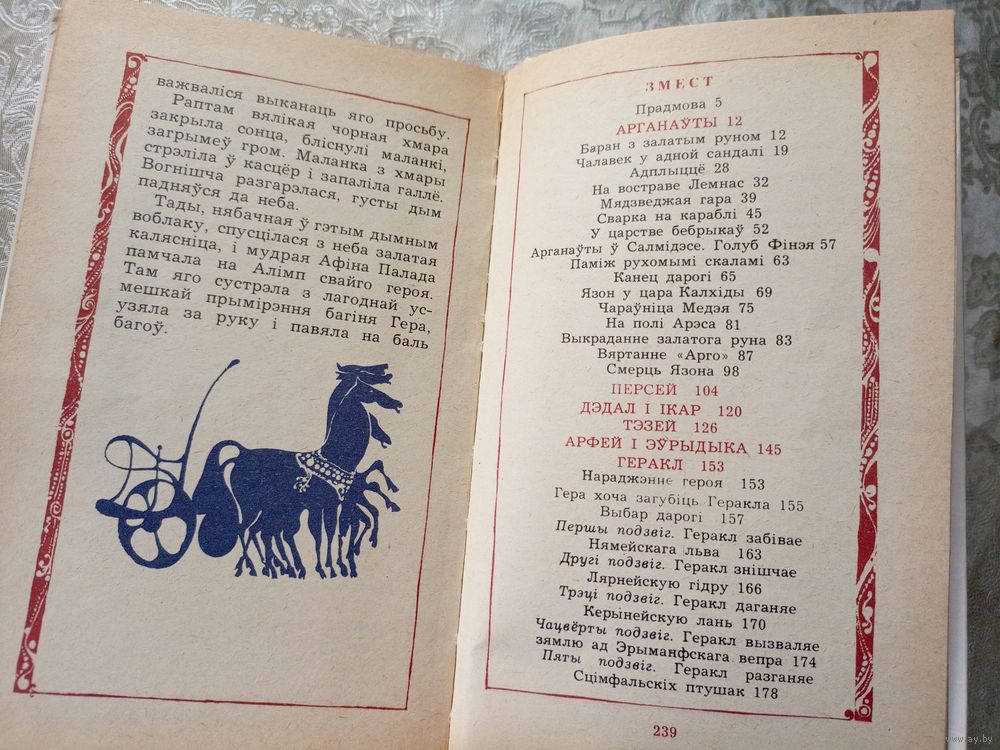 важваліся выканаць яго просьбу.
Раптам вялікая чорная хмара
закрыла сонца, бліснулі маланкі,
загрымеў гром. Маланка з хмары
стрэліла ў касцёр і запаліла галлё.
Вогнішча разгарэлася, густы дым
падняўся да неба.
Тады, нябачная ў гэтым дымным
воблаку, спусцілася з неба залатая
калясніца, і мудрая Афіна Палада
памчала на Алімп свайго героя.
Там яго сустрэла з лагоднай ус-
мешкай прымірэння багіня Гера,
узяла за руку і павяла на баль
багоў.
ЗМЕСТ
Прадмова 5
АРГАНАЎТЫ 12
Баран з залатым руном 12
Чалавек у адной сандалі 19
Адплыццё 28
На востраве Лемнас 32
Мядзведжая гара 39
Сварка на караблі 45
У царстве бебрыкаў 52
Арганаўты ў Салмідэсе. Голуб Фінэя 57
Паміж рухомымі скаламі 63
Канец дарогі 65
Язон у цара Калхіды 69
Чараўніца Медэя 75
На полі Арэса 81
Выкраданне залатога руна 83
Вяртанне «Арго» 87
Смерць Язона 98
ПЕРСЕЙ 104
ДЭДАЛ І ІКАР 120
ТЭЗЕЙ 126
АРФЕЙ І ЭЎРЫДЫКА 145
ГЕРАКЛ 153
Нараджэнне героя 153
Гера хоча загубіць Геракла 155
Выбар дарогі 157
Першы подзвіг. Геракл забівае
Нямейскага льва 163
Другі подзвіг. Геракл знішчае
Лярнейскую гідру 166
Трэці подзвіг. Геракл даганяе
Керынейскую лань 170
Чацвёрты подзвіг. Геракл вызваляе
зямлю ад Эрыманфскага вепра 174
Пяты подзвіг. Геракл разганяе
Сцімфальскіх птушак 178
239
www.ay.by